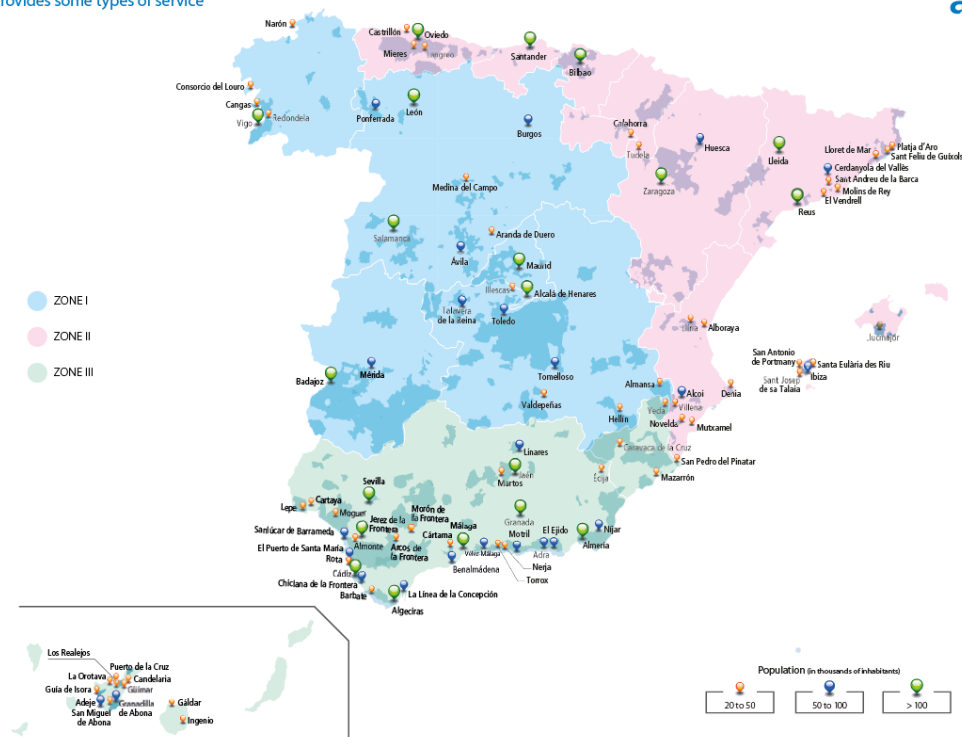 rovides some types of service
a
Narón
Castrillón
Oviedo
Mieres
Langreo
Santander
Bilbao
Consorcio del Louro
Cangas
Vigo
Redondela
Ponferrada
León
Burgos
Calahorra
Tudela
Huesca
Zaragoza
Lleida
Lloret de Mar
Platja d'Aro
Sant Feliu de Guíxols
Cerdanyola del Vallès
Sant Andreu de la Barca
Molins de Rey
El Vendrell
Reus
Medina del Campo
Salamanca
Aranda de Duero
Ávila
Madrid
Illescas
Alcalá de Henares
Talavera
de la Reina
Toledo
ZONE I
ZONE II
ZONE III
Llíria
Alboraya
Llucmajor
San Antonio
de Portmany
Santa Eulària des Riu
Ibiza
Sant Josep
de sa Talaia
Badajoz
Mérida
Tomelloso
Valdepeñas
Almansa
Alcoi
Denia
Hellín
Yecla
Villena
Novelda
Mutxamel
Caravaca de la Cruz
San Pedro del Pinatar
Mazarrón
Linares
Jaén
Martos
Écija
Sevilla
Lepe
Cartaya
Moguer
Morón de
la Frontera
Jerez de la
Frontera
Sanlúcar de Barrameda
Almonte
Arcos de
la Frontera
El Puerto de Santa María
Rota
Cádiz
Chiclana de la Frontera
Barbate
Algeciras
La Línea de la Concepción
Cártama
Málaga
Benalmádena
Vélez Málaga
Granada
Motril
Nerja
Torrox
El Ejido
Adra
Almería
Níjar
Los Realejos
Puerto de la Cruz
La Orotava
Candelaria
Guía de Isora
Güímar
Adeje
Granadilla
de Abona
San Miguel
de Abona
Gáldar
Ingenio
Population (in thousands of inhabitants)
20 to 50
50 to 100
> 100